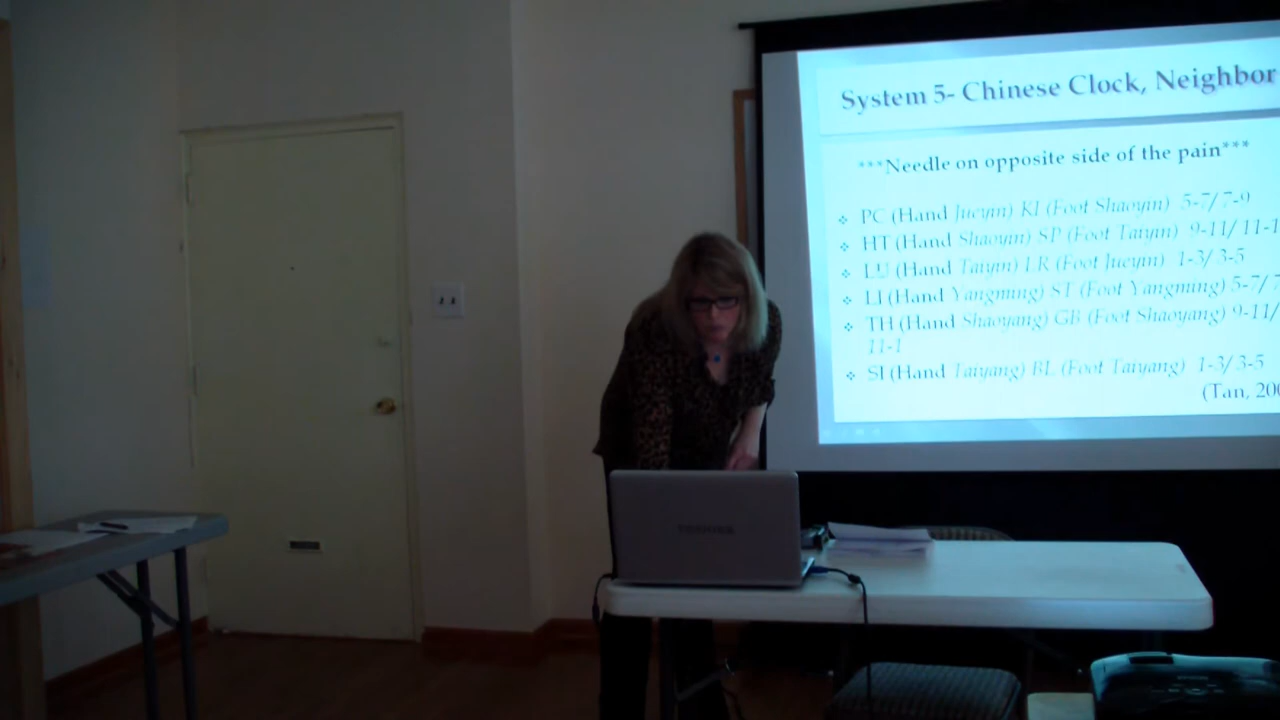 System 5- Chinese Clock, Neighbor
***Needle on opposite side of the pain***
❖ PC (Hand Jueyin) KI (Foot Shaoyin) 5-7/ 7-9
❖ HT (Hand Shaoyin) SP (Foot Taiyin) 9-11/ 11-1
❖ LU (Hand Taiyin) LR (Foot Jueyin) 1-3/ 3-5
❖ LI (Hand Yangming) ST (Foot Yangming) 5-7/ 7
❖ TH (Hand Shaoyang) GB (Foot Shaoyang) 9-11/
11-1
❖ SI (Hand Taiyang) BL (Foot Taiyang) 1-3/ 3-5
(Tan, 200
TOSHIBA